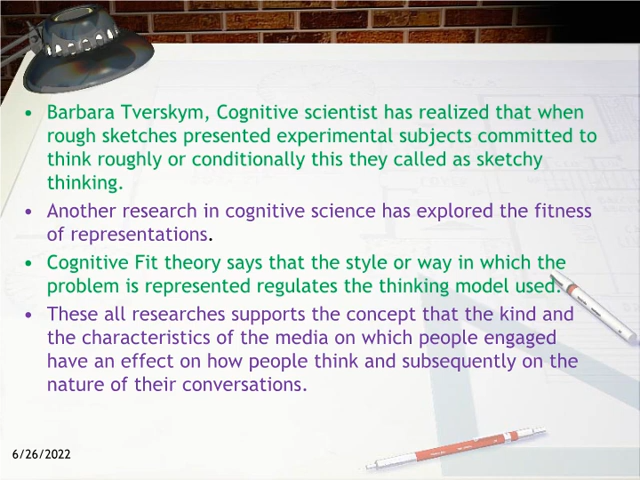 • Barbara Tverskym, Cognitive scientist has realized that when
rough sketches presented experimental subjects committed to
think roughly or conditionally this they called as sketchy
thinking.
• Another research in cognitive science has explored the fitness
of representations.
• Cognitive Fit theory says that the style or way in which the
problem is represented regulates the thinking model used.
• These all researches supports the concept that the kind and
the characteristics of the media on which people engaged
have an effect on how people think and subsequently on the
nature of their conversations.
6/26/2022